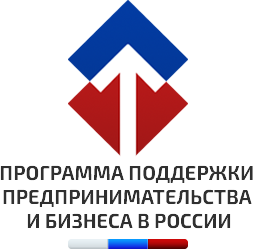 ПРОГРАММА ПОДДЕРЖКИ
ПРЕДПРИНИМАТЕЛЬСТВА
И БИЗНЕСА В РОССИИ